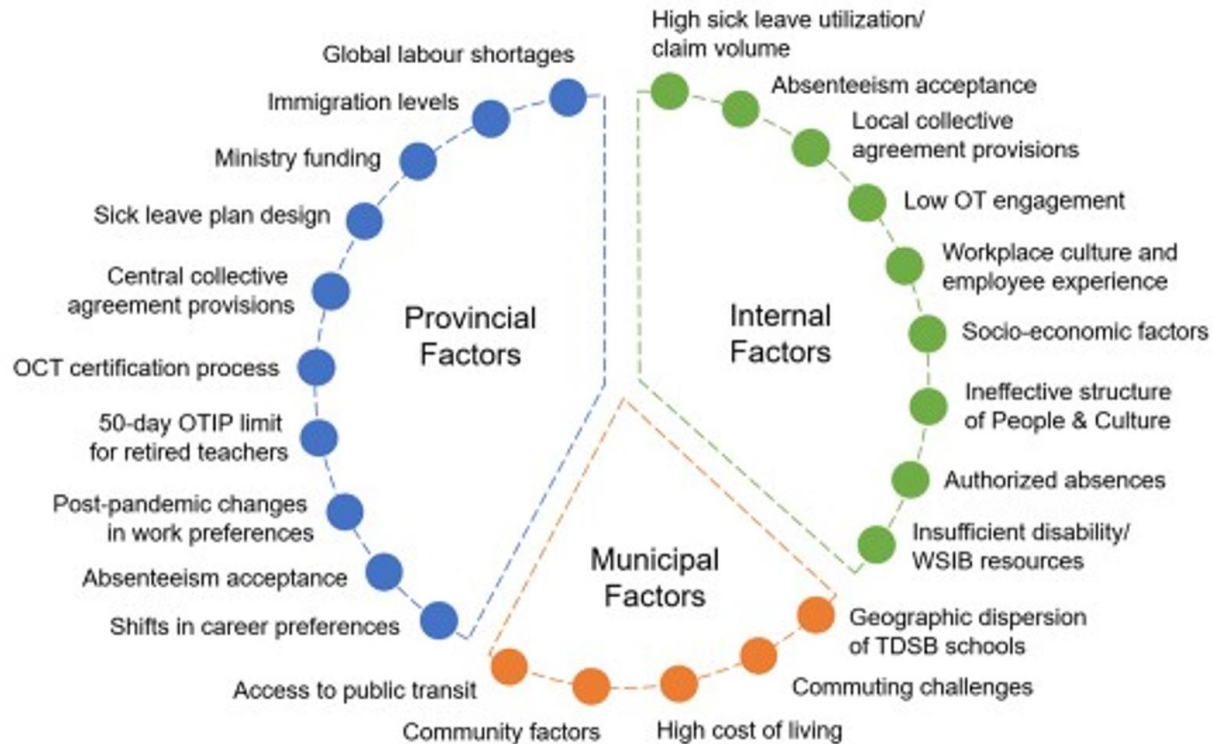 Global labour shortages
Immigration levels
Ministry funding
Sick leave plan design
Central collective
agreement provisions
OCT certification process
50-day OTIP limit
for retired teachers
Post-pandemic changes
in work preferences
Absenteeism acceptance
Shifts in career preferences
Provincial
Factors
High sick leave utilization/
claim volume
Absenteeism acceptance
Local collective
agreement provisions
Low OT engagement
Workplace culture and
employee experience
Socio-economic factors
Ineffective structure
of People & Culture
Authorized absences
Insufficient disability/
WSIB resources
Internal
Factors
Municipal
Factors
Geographic dispersion
of TDSB schools
Commuting challenges
High cost of living
Community factors
Access to public transit